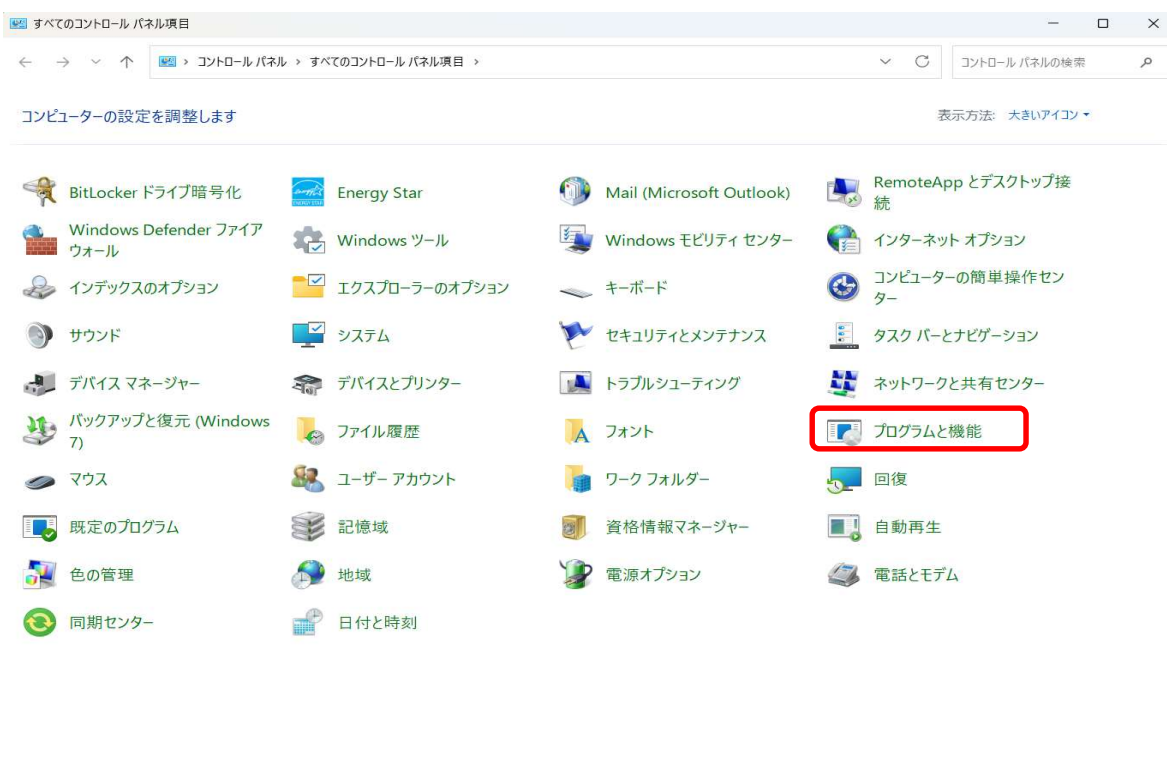 すべてのコントロール パネル項目
コントロール パネル › すべてのコントロール パネル項目 ›
コントロール パネルの検索
コンピューターの設定を調整します
表示方法: 大きいアイコン
BitLocker ドライブ暗号化
Energy Star
Mail (Microsoft Outlook)
RemoteApp とデスクトップ接
続
Windows Defender ファイア
ウォール
Windows ツール
Windows モビリティ センター
インターネット オプション
インデックスのオプション
エクスプローラーのオプション
キーボード
コンピューターの簡単操作セン
ター
サウンド
システム
セキュリティとメンテナンス
タスク バーとナビゲーション
デバイス マネージャー
デバイスとプリンター
トラブルシューティング
ネットワークと共有センター
バックアップと復元 (Windows
7)
ファイル履歴
フォント
プログラムと機能
マウス
ユーザー アカウント
ワーク フォルダー
回復
既定のプログラム
記憶域
資格情報マネージャー
自動再生
色の管理
地域
電源オプション
電話とモデム
同期センター
日付と時刻